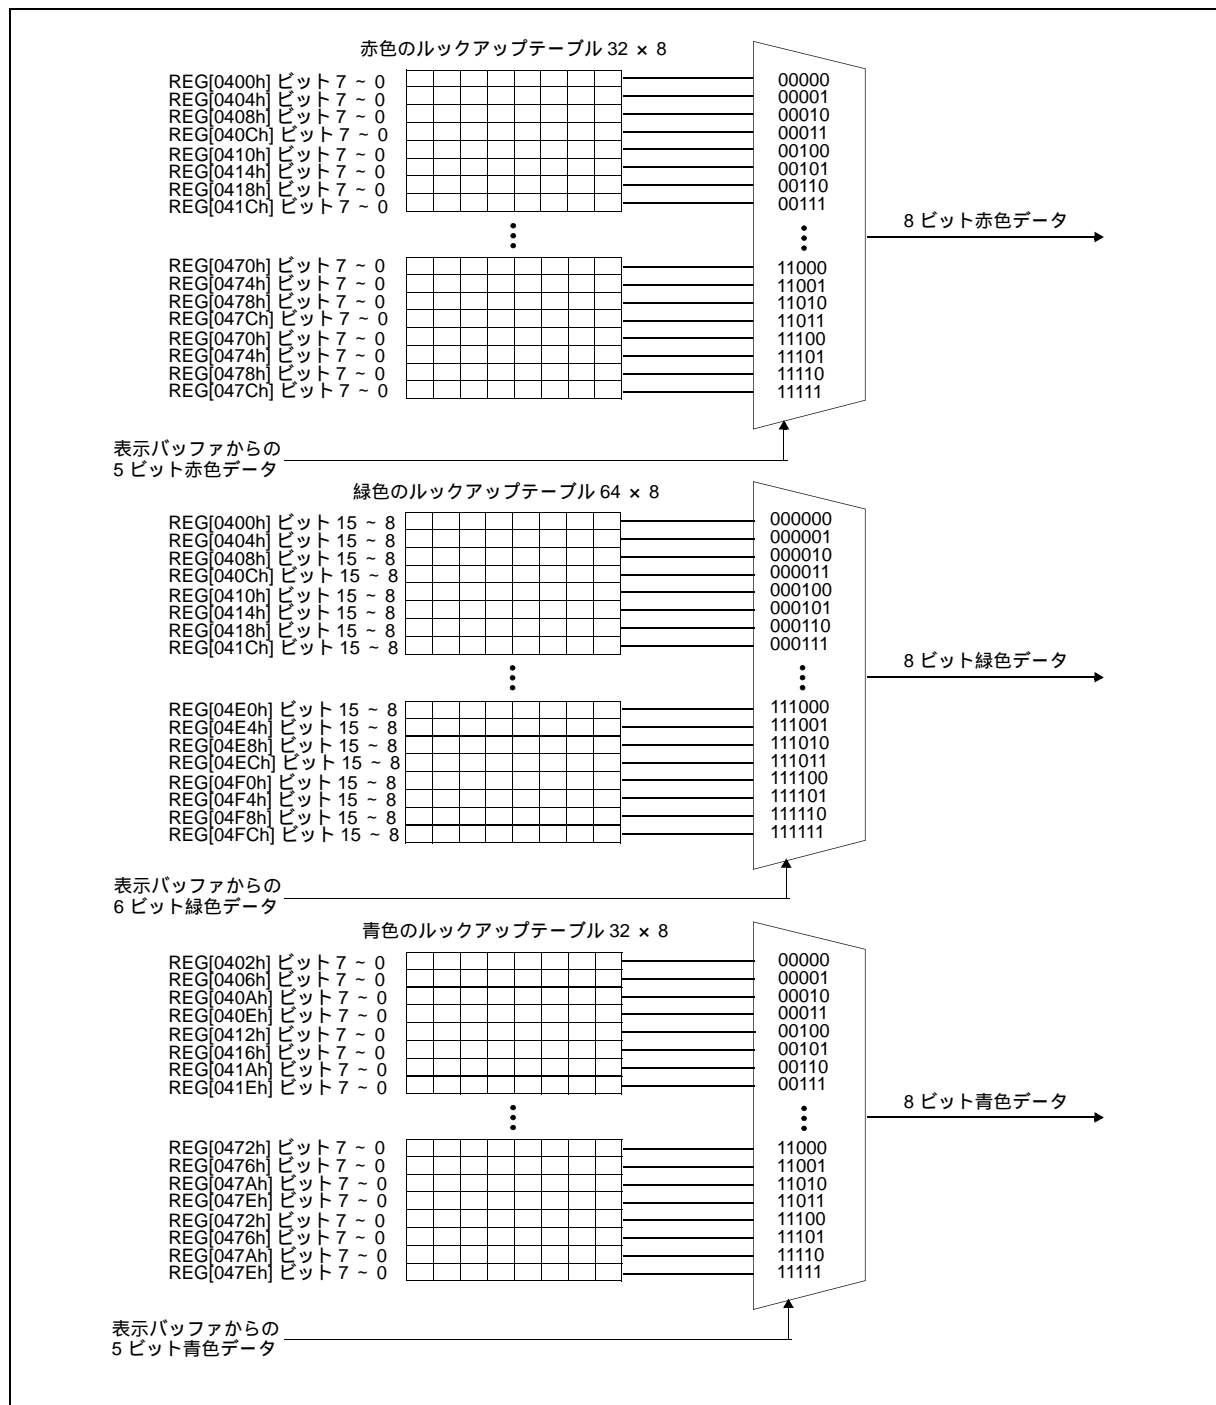 赤色のルックアップテーブル 32 × 8
REG[0400h] ビット 7 ~ 0 00000
REG[0404h] ビット 7 ~ 0 00001
REG[0408h] ビット 7 ~ 0 00010
REG[040Ch] ビット 7 ~ 0 00011
REG[0410h] ビット 7 ~ 0 00100
REG[0414h] ビット 7 ~ 0 00101
REG[0418h] ビット 7 ~ 0 00110
REG[041Ch] ビット 7 ~ 0 00111
8 ビット赤色データ
REG[0470h] ビット 7 ~ 0 11000
REG[0474h] ビット 7 ~ 0 11001
REG[0478h] ビット 7 ~ 0 11010
REG[047Ch] ビット 7 ~ 0 11011
REG[0470h] ビット 7 ~ 0 11100
REG[0474h] ビット 7 ~ 0 11101
REG[0478h] ビット 7 ~ 0 11110
REG[047Ch] ビット 7 ~ 0 11111
表示バッファからの
5 ビット赤色データ
緑色のルックアップテーブル 64 × 8
REG[0400h] ビット 15 ~ 8 000000
REG[0404h] ビット 15 ~ 8 000001
REG[0408h] ビット 15 ~ 8 000010
REG[040Ch] ビット 15 ~ 8 000011
REG[0410h] ビット 15 ~ 8 000100
REG[0414h] ビット 15 ~ 8 000101
REG[0418h] ビット 15 ~ 8 000110
REG[041Ch] ビット 15 ~ 8 000111
8 ビット緑色データ
REG[04E0h] ビット 15 ~ 8 111000
REG[04E4h] ビット 15 ~ 8 111001
REG[04E8h] ビット 15 ~ 8 111010
REG[04ECh] ビット 15 ~ 8 111011
REG[04F0h] ビット 15 ~ 8 111100
REG[04F4h] ビット 15 ~ 8 111101
REG[04F8h] ビット 15 ~ 8 111110
REG[04FCh] ビット 15 ~ 8 111111
表示バッファからの
6 ビット緑色データ
青色のルックアップテーブル 32 × 8
REG[0402h] ビット 7 ~ 0 00000
REG[0406h] ビット 7 ~ 0 00001
REG[040Ah] ビット 7 ~ 0 00010
REG[040Eh] ビット 7 ~ 0 00011
REG[0412h] ビット 7 ~ 0 00100
REG[0416h] ビット 7 ~ 0 00101
REG[041Ah] ビット 7 ~ 0 00110
REG[041Eh] ビット 7 ~ 0 00111
8 ビット青色データ
REG[0472h] ビット 7 ~ 0 11000
REG[0476h] ビット 7 ~ 0 11001
REG[047Ah] ビット 7 ~ 0 11010
REG[047Eh] ビット 7 ~ 0 11011
REG[0472h] ビット 7 ~ 0 11100
REG[0476h] ビット 7 ~ 0 11101
REG[047Ah] ビット 7 ~ 0 11110
REG[047Eh] ビット 7 ~ 0 11111
表示バッファからの
5 ビット青色データ